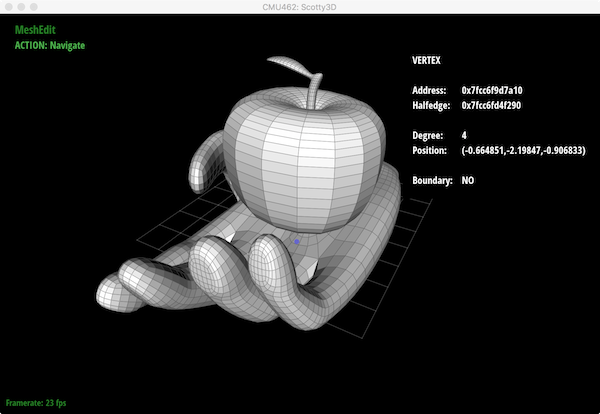 CMU462: Scotty3D
MeshEdit
ACTION: Navigate
VERTEX
Address: 0x7fcc6f9d7a10
Halfedge: 0x7fcc6fd4f290
Degree: 4
Position: (-0.664851,-2.19847,-0.906833)
Boundary: NO
Framerate: 23 fps